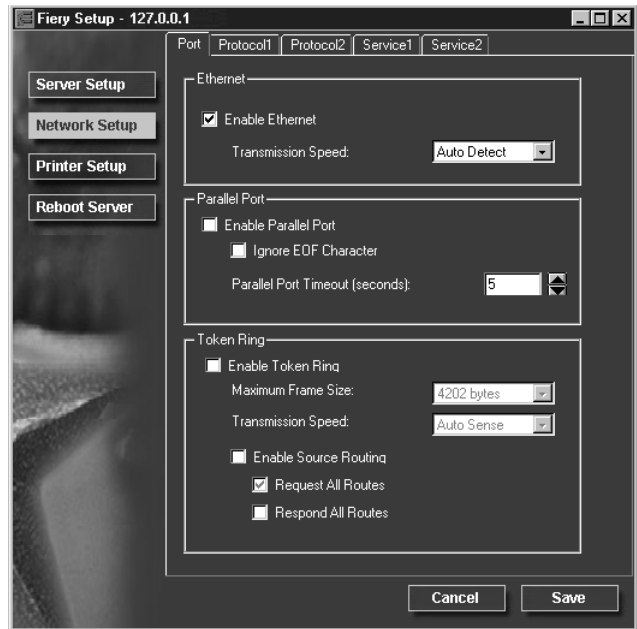 Fiery Setup - 127.0.0.1
Port Protocol1 Protocol2 Service1 Service2
Server Setup
Network Setup
Printer Setup
Reboot Server
Ethernet
Enable Ethernet
Transmission Speed: Auto Detect
Parallel Port
Enable Parallel Port
Ignore EOF Character
Parallel Port Timeout (seconds): 5
Token Ring
Enable Token Ring
Maximum Frame Size: 4202 bytes
Transmission Speed: Auto Sense
Enable Source Routing
Request All Routes
Respond All Routes
Cancel Save